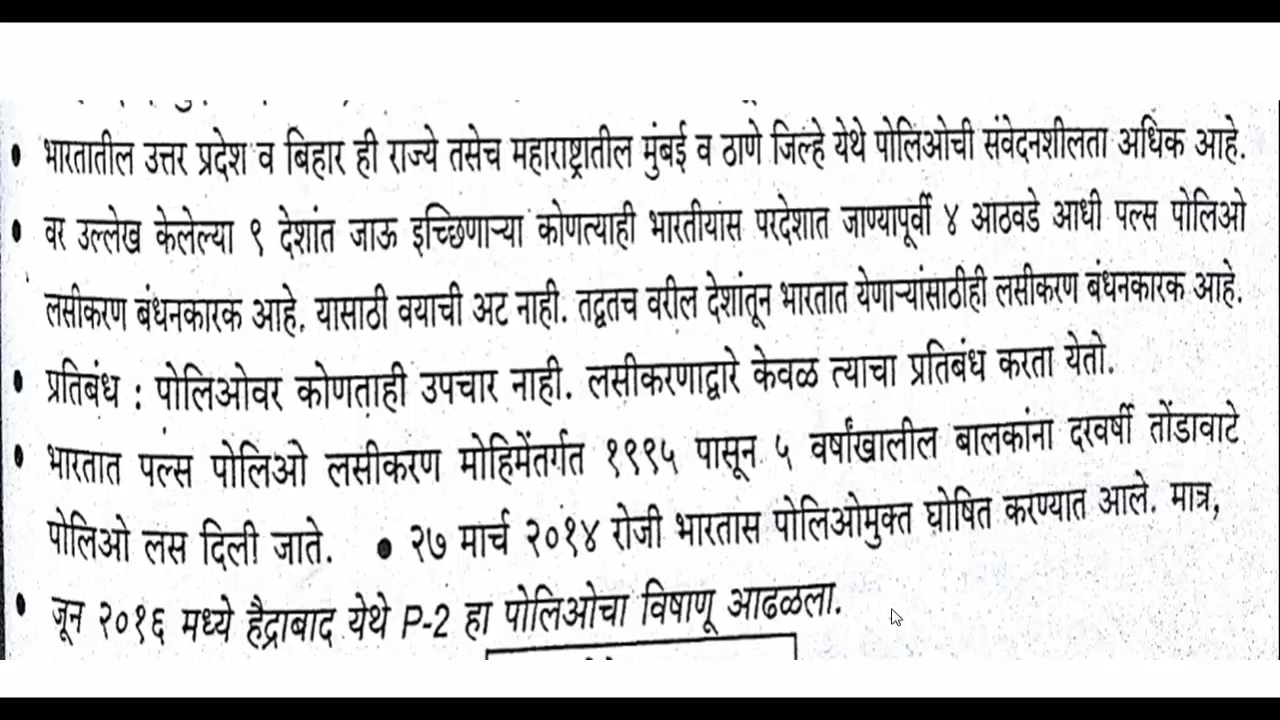 • भारतातील उत्तर प्रदेश व बिहार ही राज्ये तसेच महाराष्ट्रातील मुंबई व ठाणे जिल्हे येथे पोलिओची संवेदनशीलता अधिक आहे.
• वर उल्लेख केलेल्या ९ देशांत जाऊ इच्छिणाऱ्या कोणत्याही भारतीयास परदेशात जाण्यापूर्वी ४ आठवडे आधी पल्स पोलिओ
लसीकरण बंधनकारक आहे. यासाठी वयाची अट नाही. तद्वतच वरील देशांतून भारतात येणाऱ्यांसाठीही लसीकरण बंधनकारक आहे.
• प्रतिबंध : पोलिओवर कोणताही उपचार नाही. लसीकरणाद्वारे केवळ त्याचा प्रतिबंध करता येतो.
• भारतात पल्स पोलिओ लसीकरण मोहिमेंतर्गत १९९५ पासून ५ वर्षांखालील बालकांना दरवर्षी तोंडावाटे
पोलिओ लस दिली जाते. • २७ मार्च २०१४ रोजी भारतास पोलिओमुक्त घोषित करण्यात आले. मात्र,
• जून २०१६ मध्ये हैद्राबाद येथे P-2 हा पोलिओचा विषाणू आढळला.